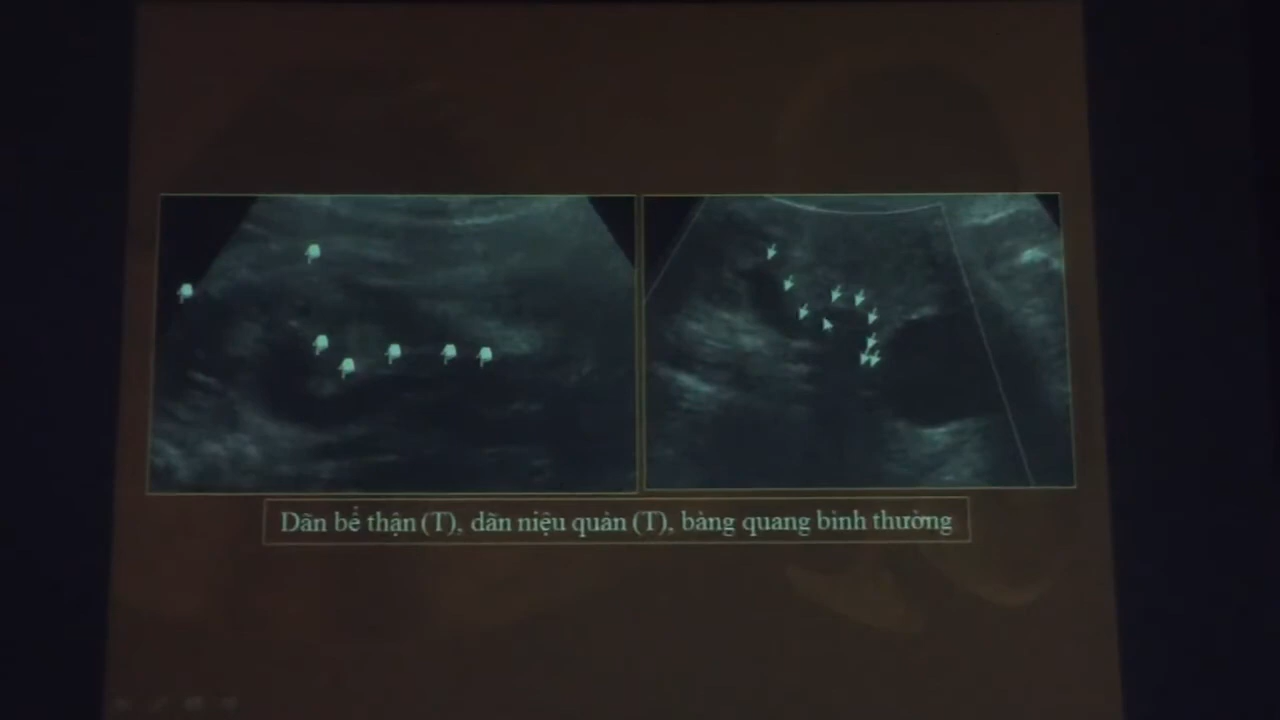 Dãn bể thận (T), dãn niệu quản (T), bàng quang bình thường